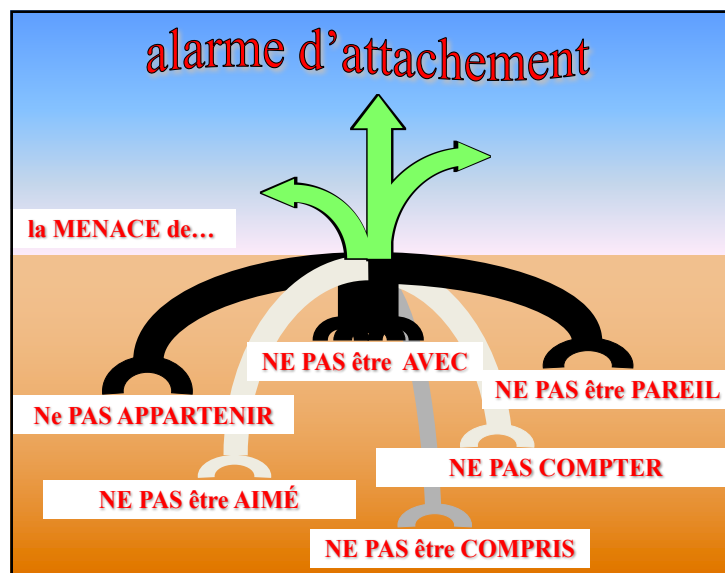 alarme d'attachement
la MENACE de…
NE PAS être AVEC
NE PAS être PAREIL
Ne PAS APPARTENIR
NE PAS COMPTER
NE PAS être AIMÉ
NE PAS être COMPRIS